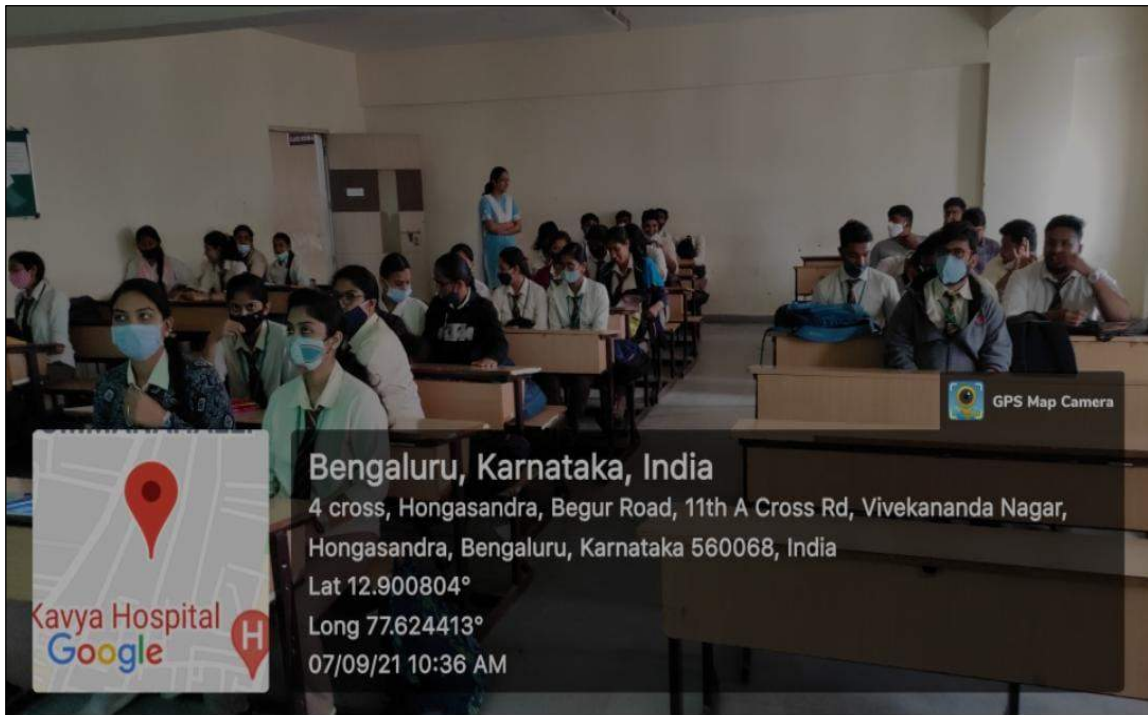 GPS Map Camera
Bengaluru, Karnataka, India
4 cross, Hongasandra, Begur Road, 11th A Cross Rd, Vivekananda Nagar,
Hongasandra, Bengaluru, Karnataka 560068, India
Lat 12.900804°
Long 77.624413°
07/09/21 10:36 AM
Kavya Hospital
H
Google